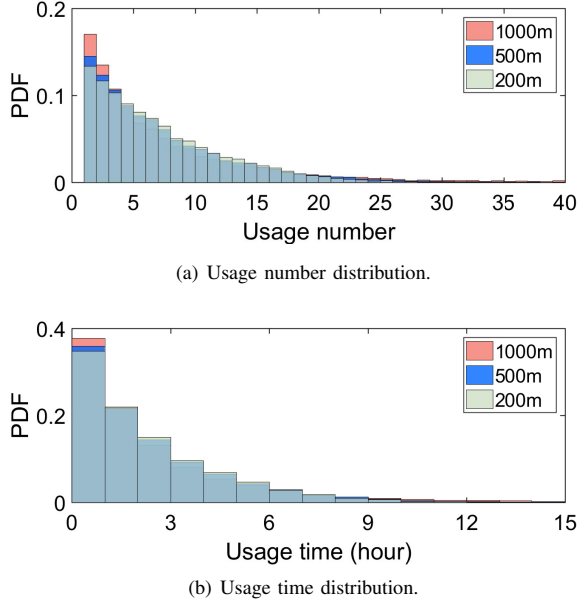 0.2
0.1
0
PDF
1000m
500m
200m
0 5 10 15 20 25 30 35 40
Usage number
(a) Usage number distribution.
0.4
0.2
0
PDF
1000m
500m
200m
0 3 6 9 12 15
Usage time (hour)
(b) Usage time distribution.